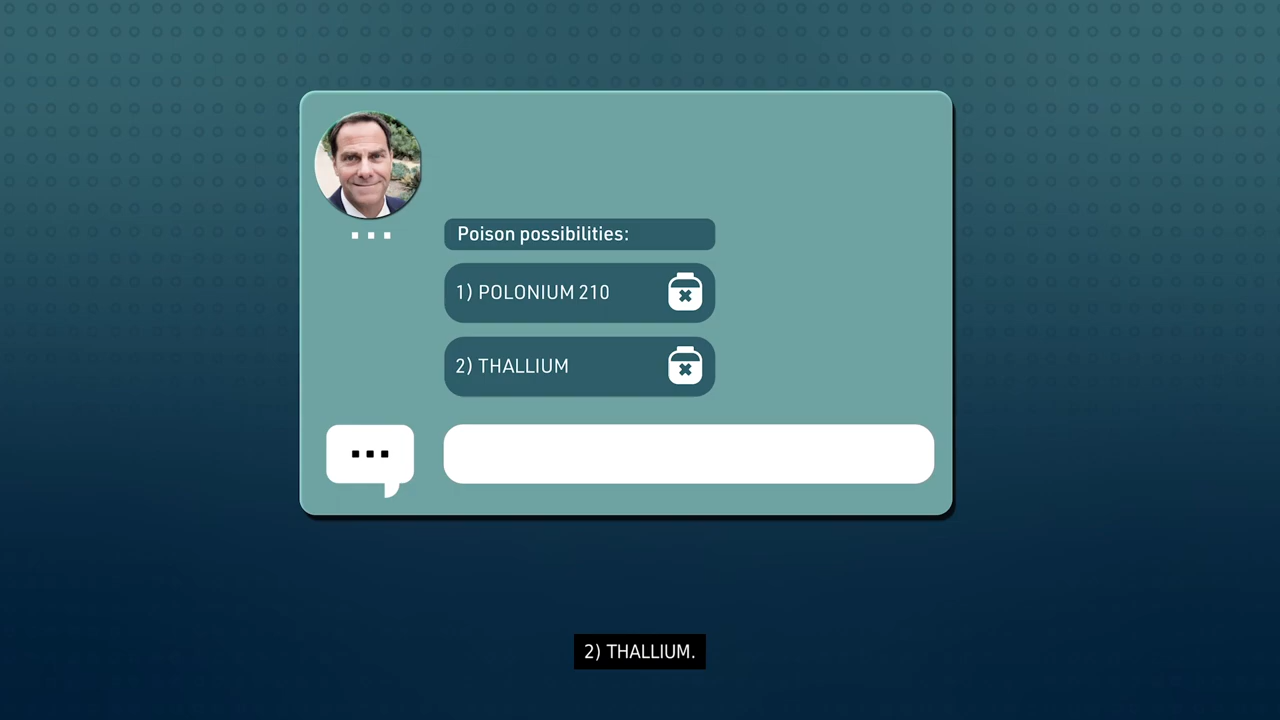 Poison possibilities:
1) POLONIUM 210
2) THALLIUM
2) THALLIUM.